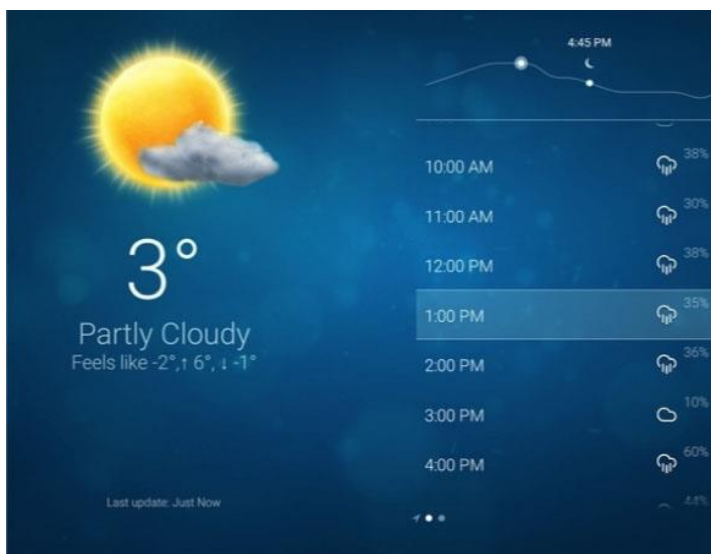 3°
Partly Cloudy
Feels like -2°,↑ 6°, ↓ -1°
Last update: Just Now
4:45 PM
10:00 AM 38%
11:00 AM 30%
12:00 PM 38%
1:00 PM 35%
2:00 PM 36%
3:00 PM 10%
4:00 PM 60%
44%